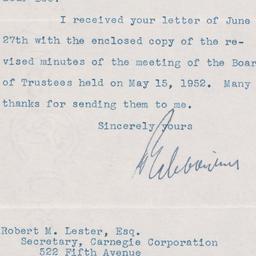 I received your letter of June
27th with the enclosed copy of the re-
vised minutes of the meeting of the Boar
of Trustees held on May 15, 1952. Many
thanks for sending them to me.
Sincerely yours
Robert M. Lester, Esq.
Secretary, Carnegie Corporation
522 Fifth Avenue